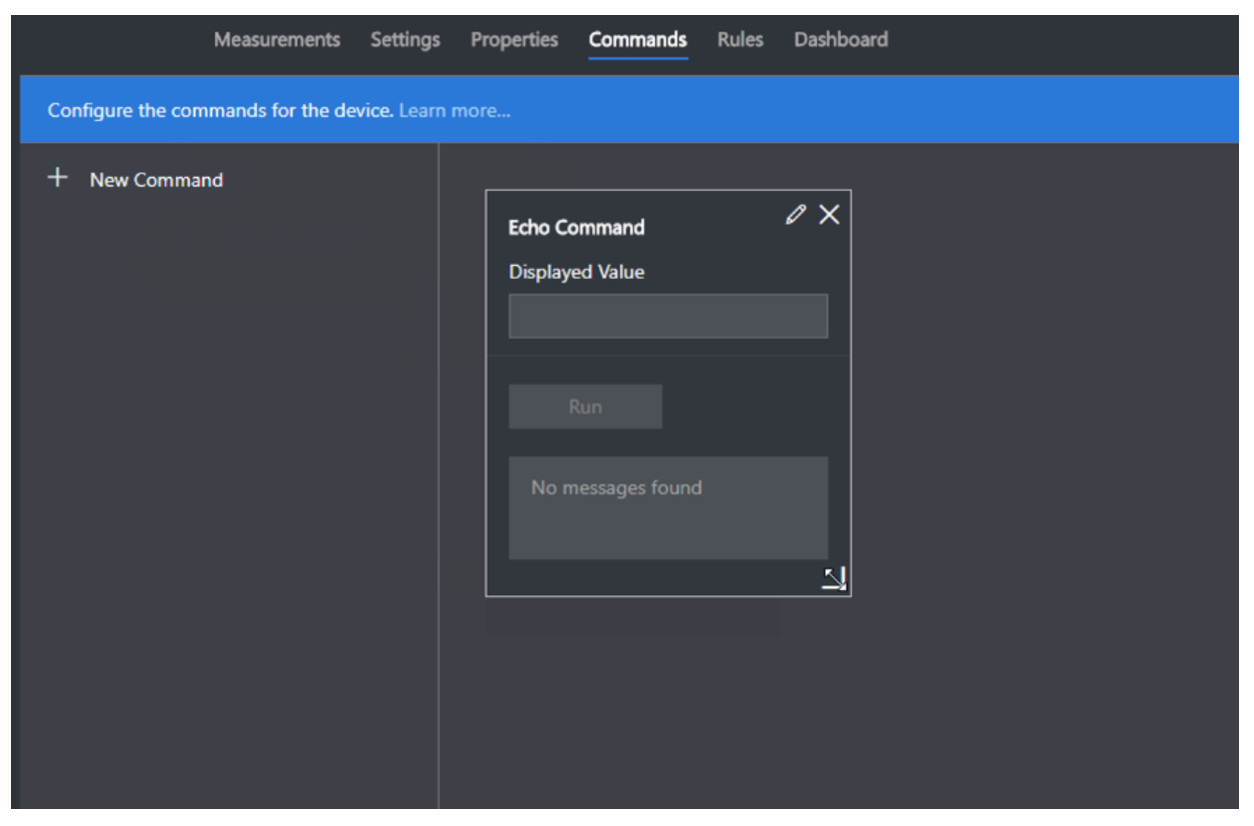 Measurements Settings Properties Commands Rules Dashboard
Configure the commands for the device. Learn more...
New Command
Echo Command
Displayed Value
Run
No messages found